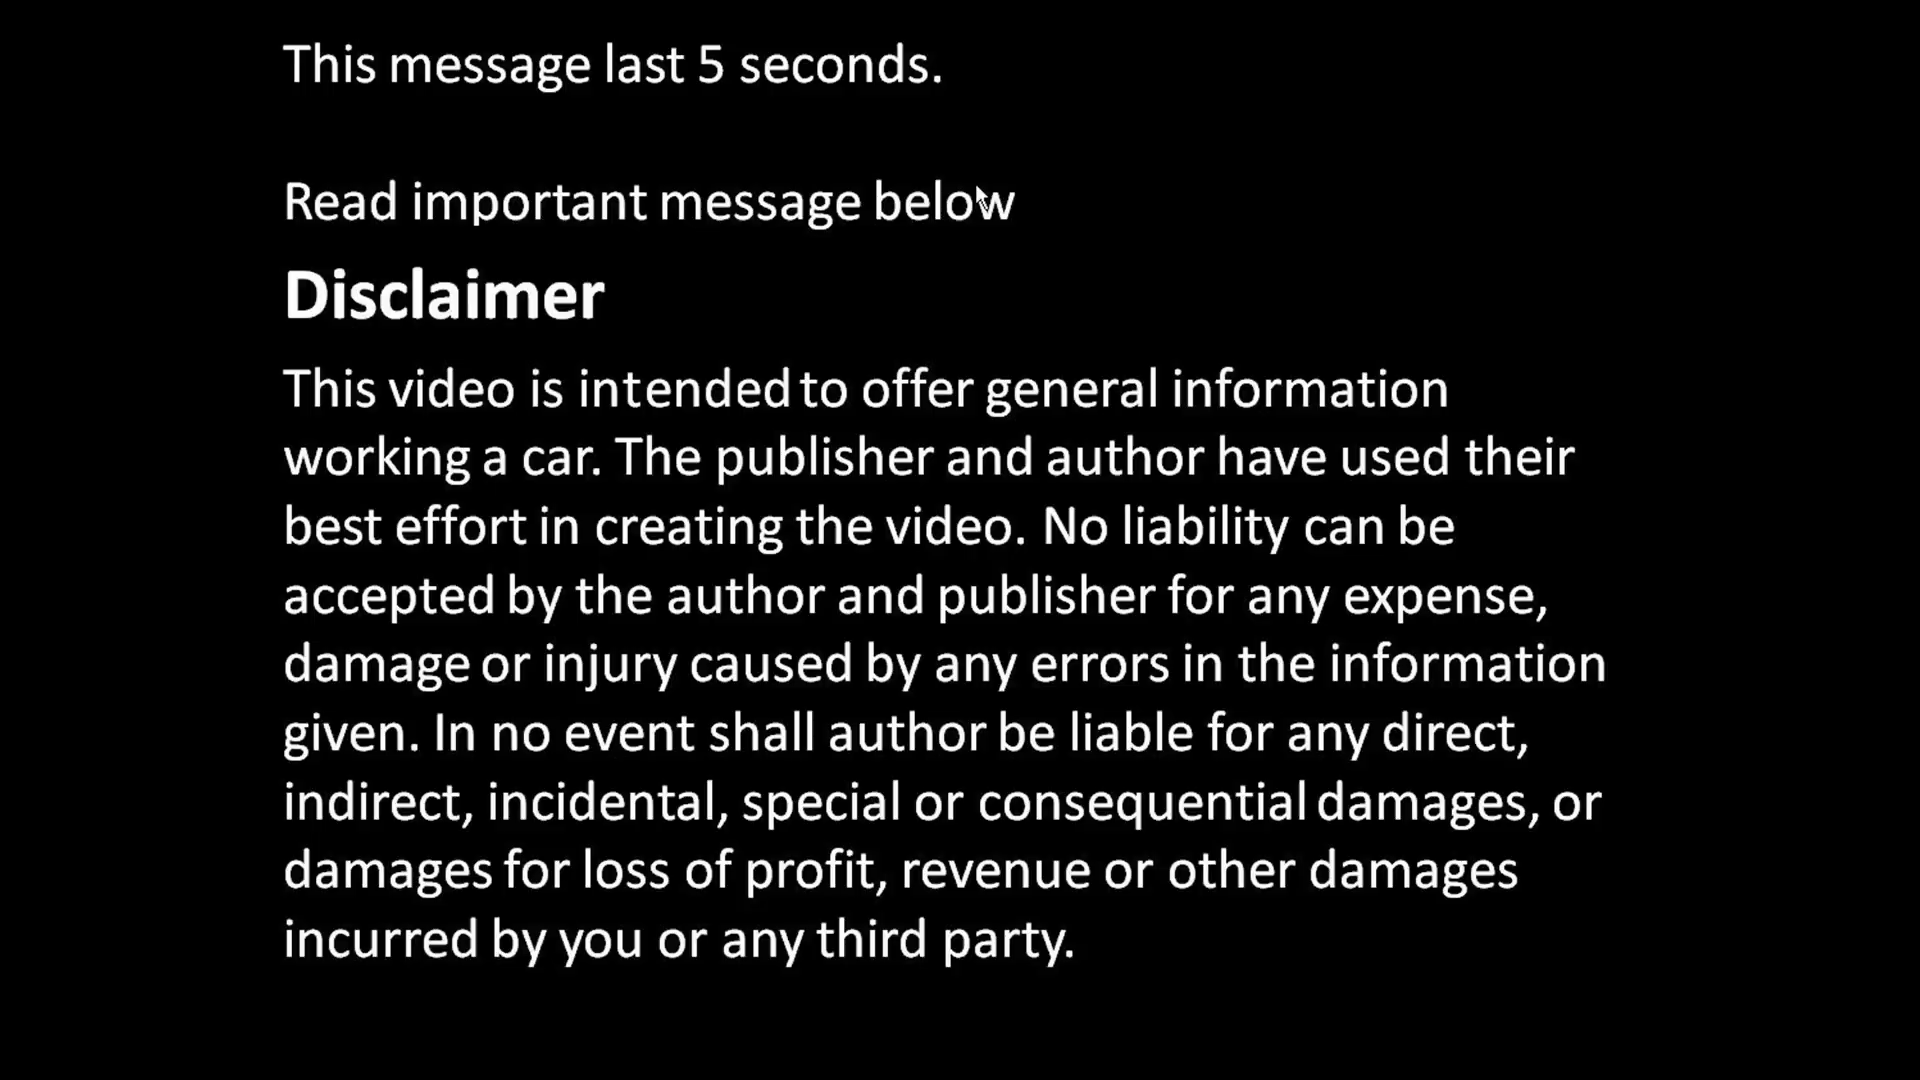 This message last 5 seconds.
Read important message below
Disclaimer
This video is intended to offer general information
working a car. The publisher and author have used their
best effort in creating the video. No liability can be
accepted by the author and publisher for any expense,
damage or injury caused by any errors in the information
given. In no event shall author be liable for any direct,
indirect, incidental, special or consequential damages, or
damages for loss of profit, revenue or other damages
incurred by you or any third party.